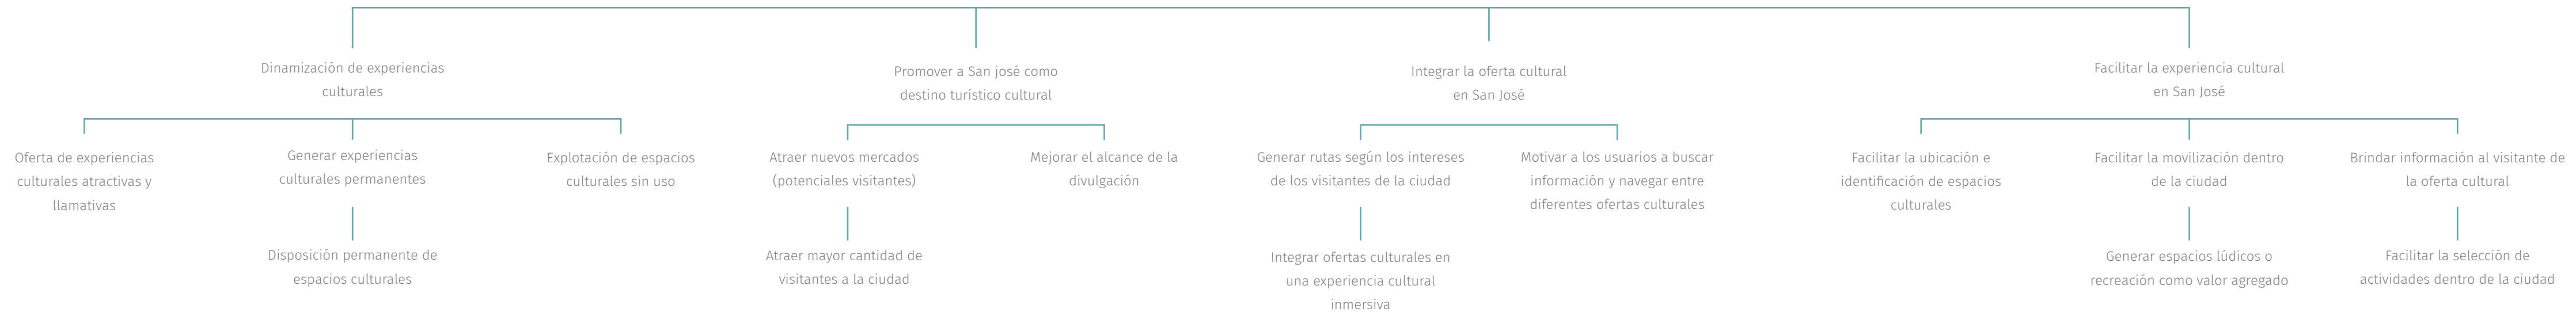 Dinamización de experiencias
culturales
Promover a San josé como
destino turístico cultural
Integrar la oferta cultural
en San José
Facilitar la experiencia cultural
en San José
Oferta de experiencias
culturales atractivas y
llamativas
Generar experiencias
culturales permanentes
Explotación de espacios
culturales sin uso
Atraer nuevos mercados
(potenciales visitantes)
Mejorar el alcance de la
divulgación
Generar rutas según los intereses
de los visitantes de la ciudad
Motivar a los usuarios a buscar
información y navegar entre
diferentes ofertas culturales
Facilitar la ubicación e
identificación de espacios
culturales
Facilitar la movilización dentro
de la ciudad
Brindar información al visitante de
la oferta cultural
Disposición permanente de
espacios culturales
Atraer mayor cantidad de
visitantes a la ciudad
Integrar ofertas culturales en
una experiencia cultural
inmersiva
Generar espacios lúdicos o
recreación como valor agregado
Facilitar la selección de
actividades dentro de la ciudad